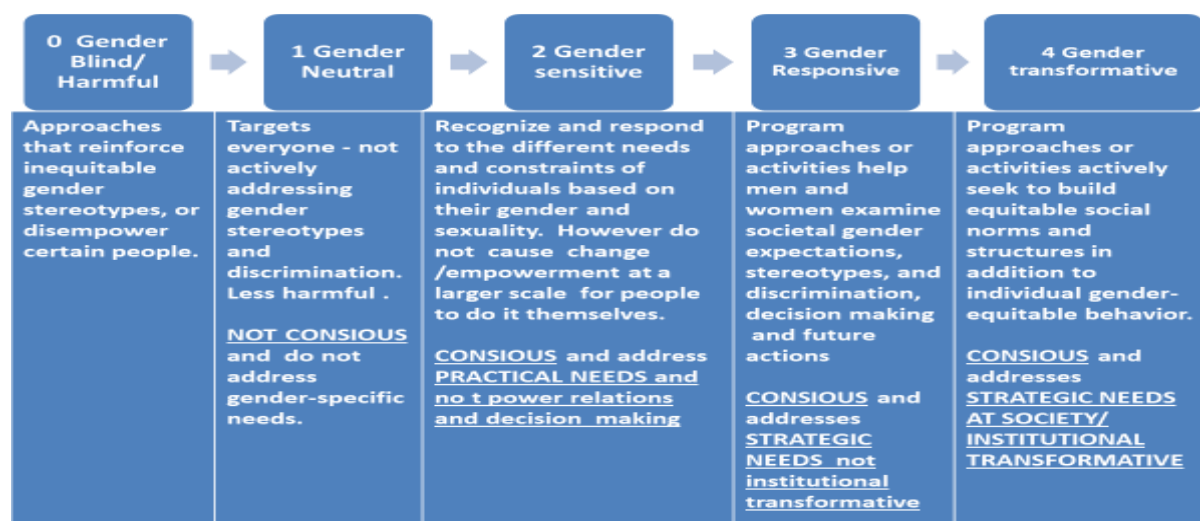 0 Gender
Blind/
Harmful
1 Gender
Neutral
2 Gender
sensitive
3 Gender
Responsive
4 Gender
transformative
Approaches
that reinforce
inequitable
gender
stereotypes, or
disempower
certain people.
Targets
everyone - not
actively
addressing
gender
stereotypes
and
discrimination.
Less harmful .
NOT CONSIOUS
and do not
address
gender-specific
needs.
Recognize and respond
to the different needs
and constraints of
individuals based on
their gender and
sexuality. However do
not cause change
/empowerment at a
larger scale for people
to do it themselves.
CONSIOUS and address
PRACTICAL NEEDS and
no t power relations
and decision making
Program
approaches or
activities help
men and
women examine
societal gender
expectations,
stereotypes, and
discrimination,
decision making
and future
actions
CONSIOUS and
addresses
STRATEGIC
NEEDS not
institutional
transformative
Program
approaches or
activities actively
seek to build
equitable social
norms and
structures in
addition to
individual gender-
equitable behavior.
CONSIOUS and
addresses
STRATEGIC NEEDS
AT SOCIETY/
INSTITUTIONAL
TRANSFORMATIVE